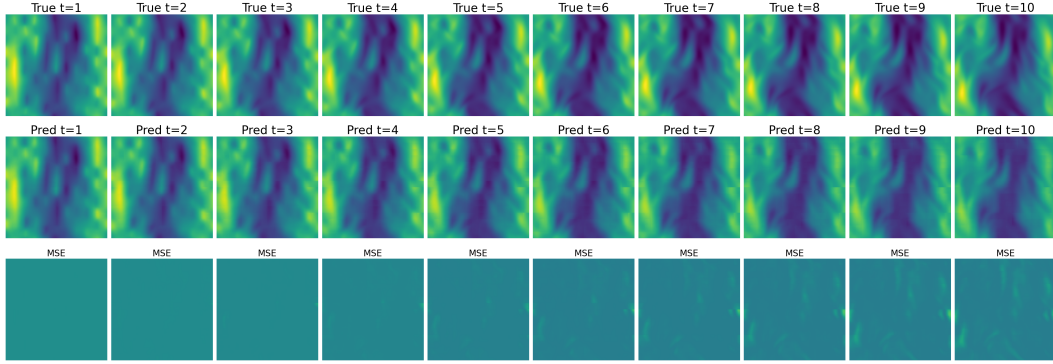 True t=1 True t=2 True t=3 True t=4 True t=5 True t=6 True t=7 True t=8 True t=9 True t=10
Pred t=1 Pred t=2 Pred t=3 Pred t=4 Pred t=5 Pred t=6 Pred t=7 Pred t=8 Pred t=9 Pred t=10
MSE MSE MSE MSE MSE MSE MSE MSE MSE MSE